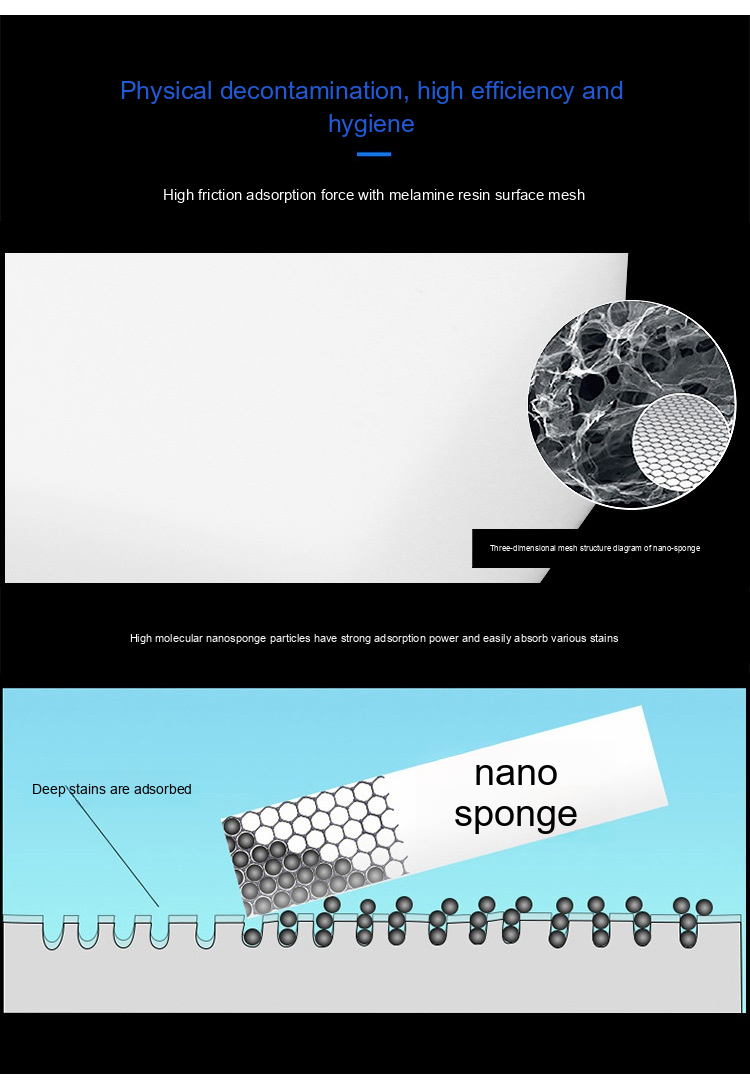 Physical decontamination, high efficiency and
hygiene
High friction adsorption force with melamine resin surface mesh
Three-dimensional mesh structure diagram of nano-sponge
High molecular nanosponge particles have strong adsorption power and easily absorb various stains
nano
sponge
Deep stains are adsorbed